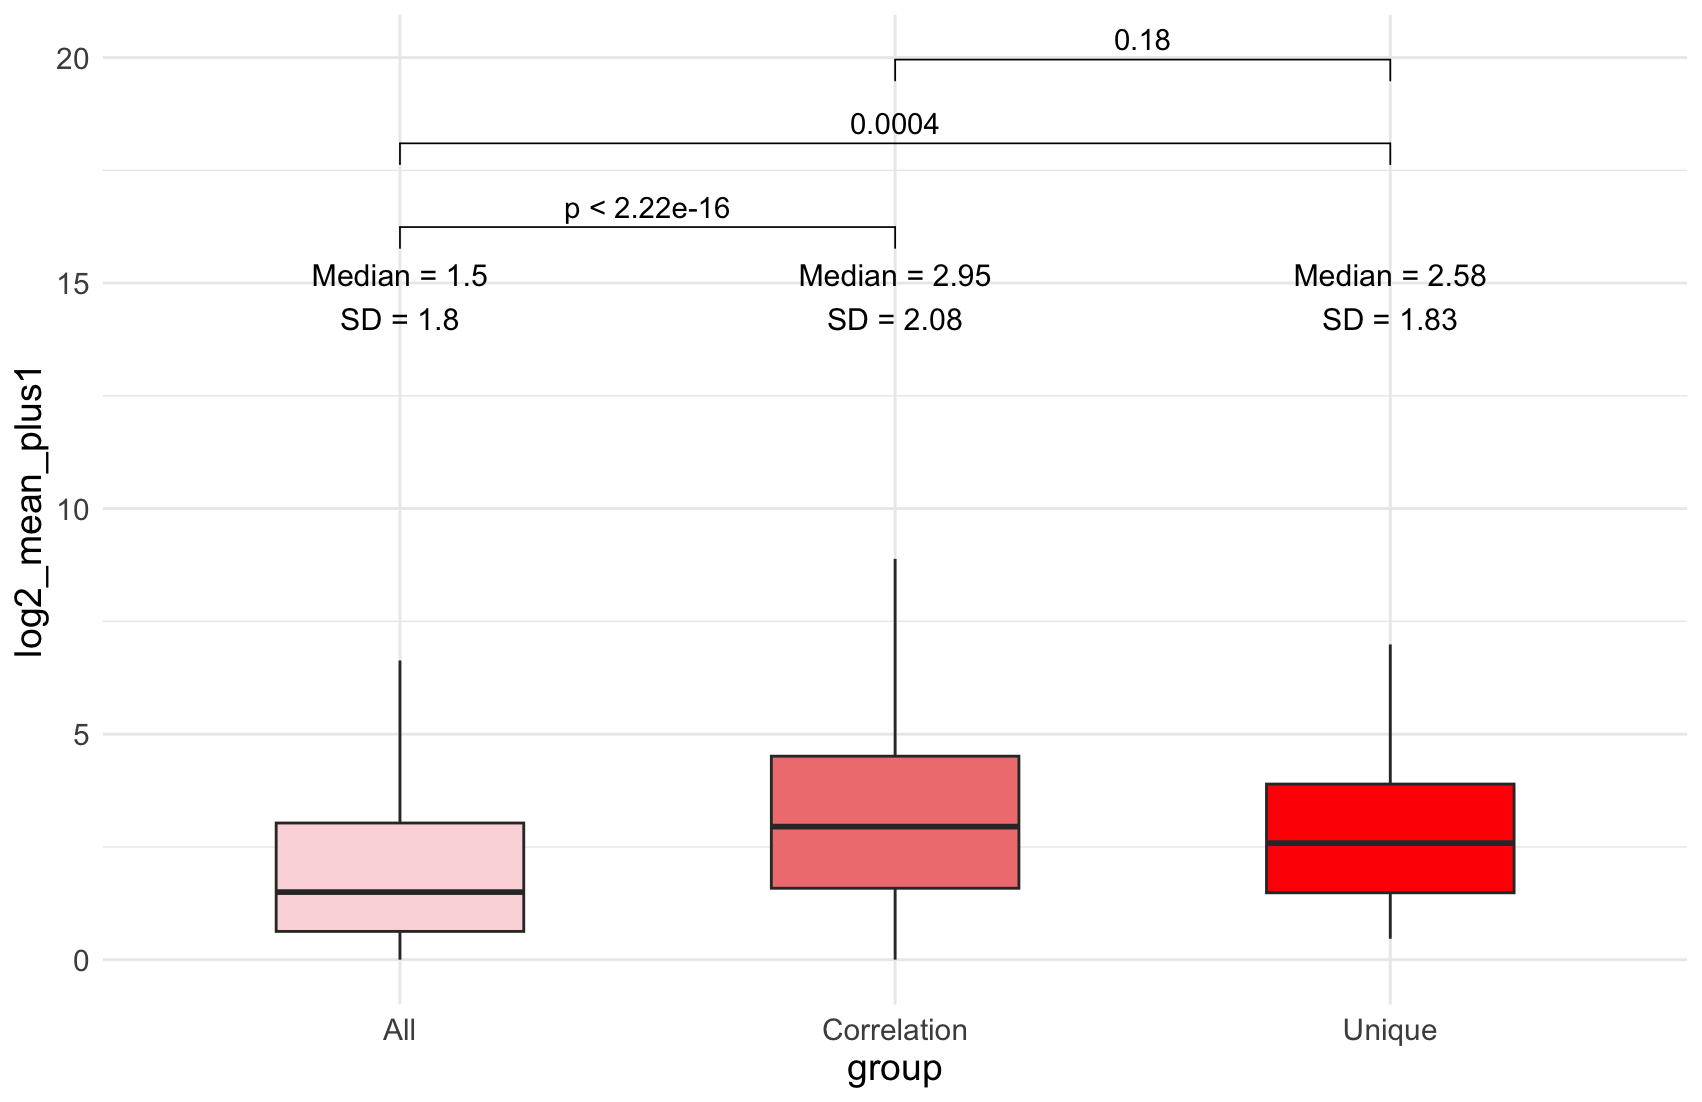 20
0.18
0.0004
p < 2.22e-16
15
Median = 1.5
SD = 1.8
Median = 2.95
SD = 2.08
Median = 2.58
SD = 1.83
log2_mean_plus1
10
5
0
All
Correlation
Unique
group